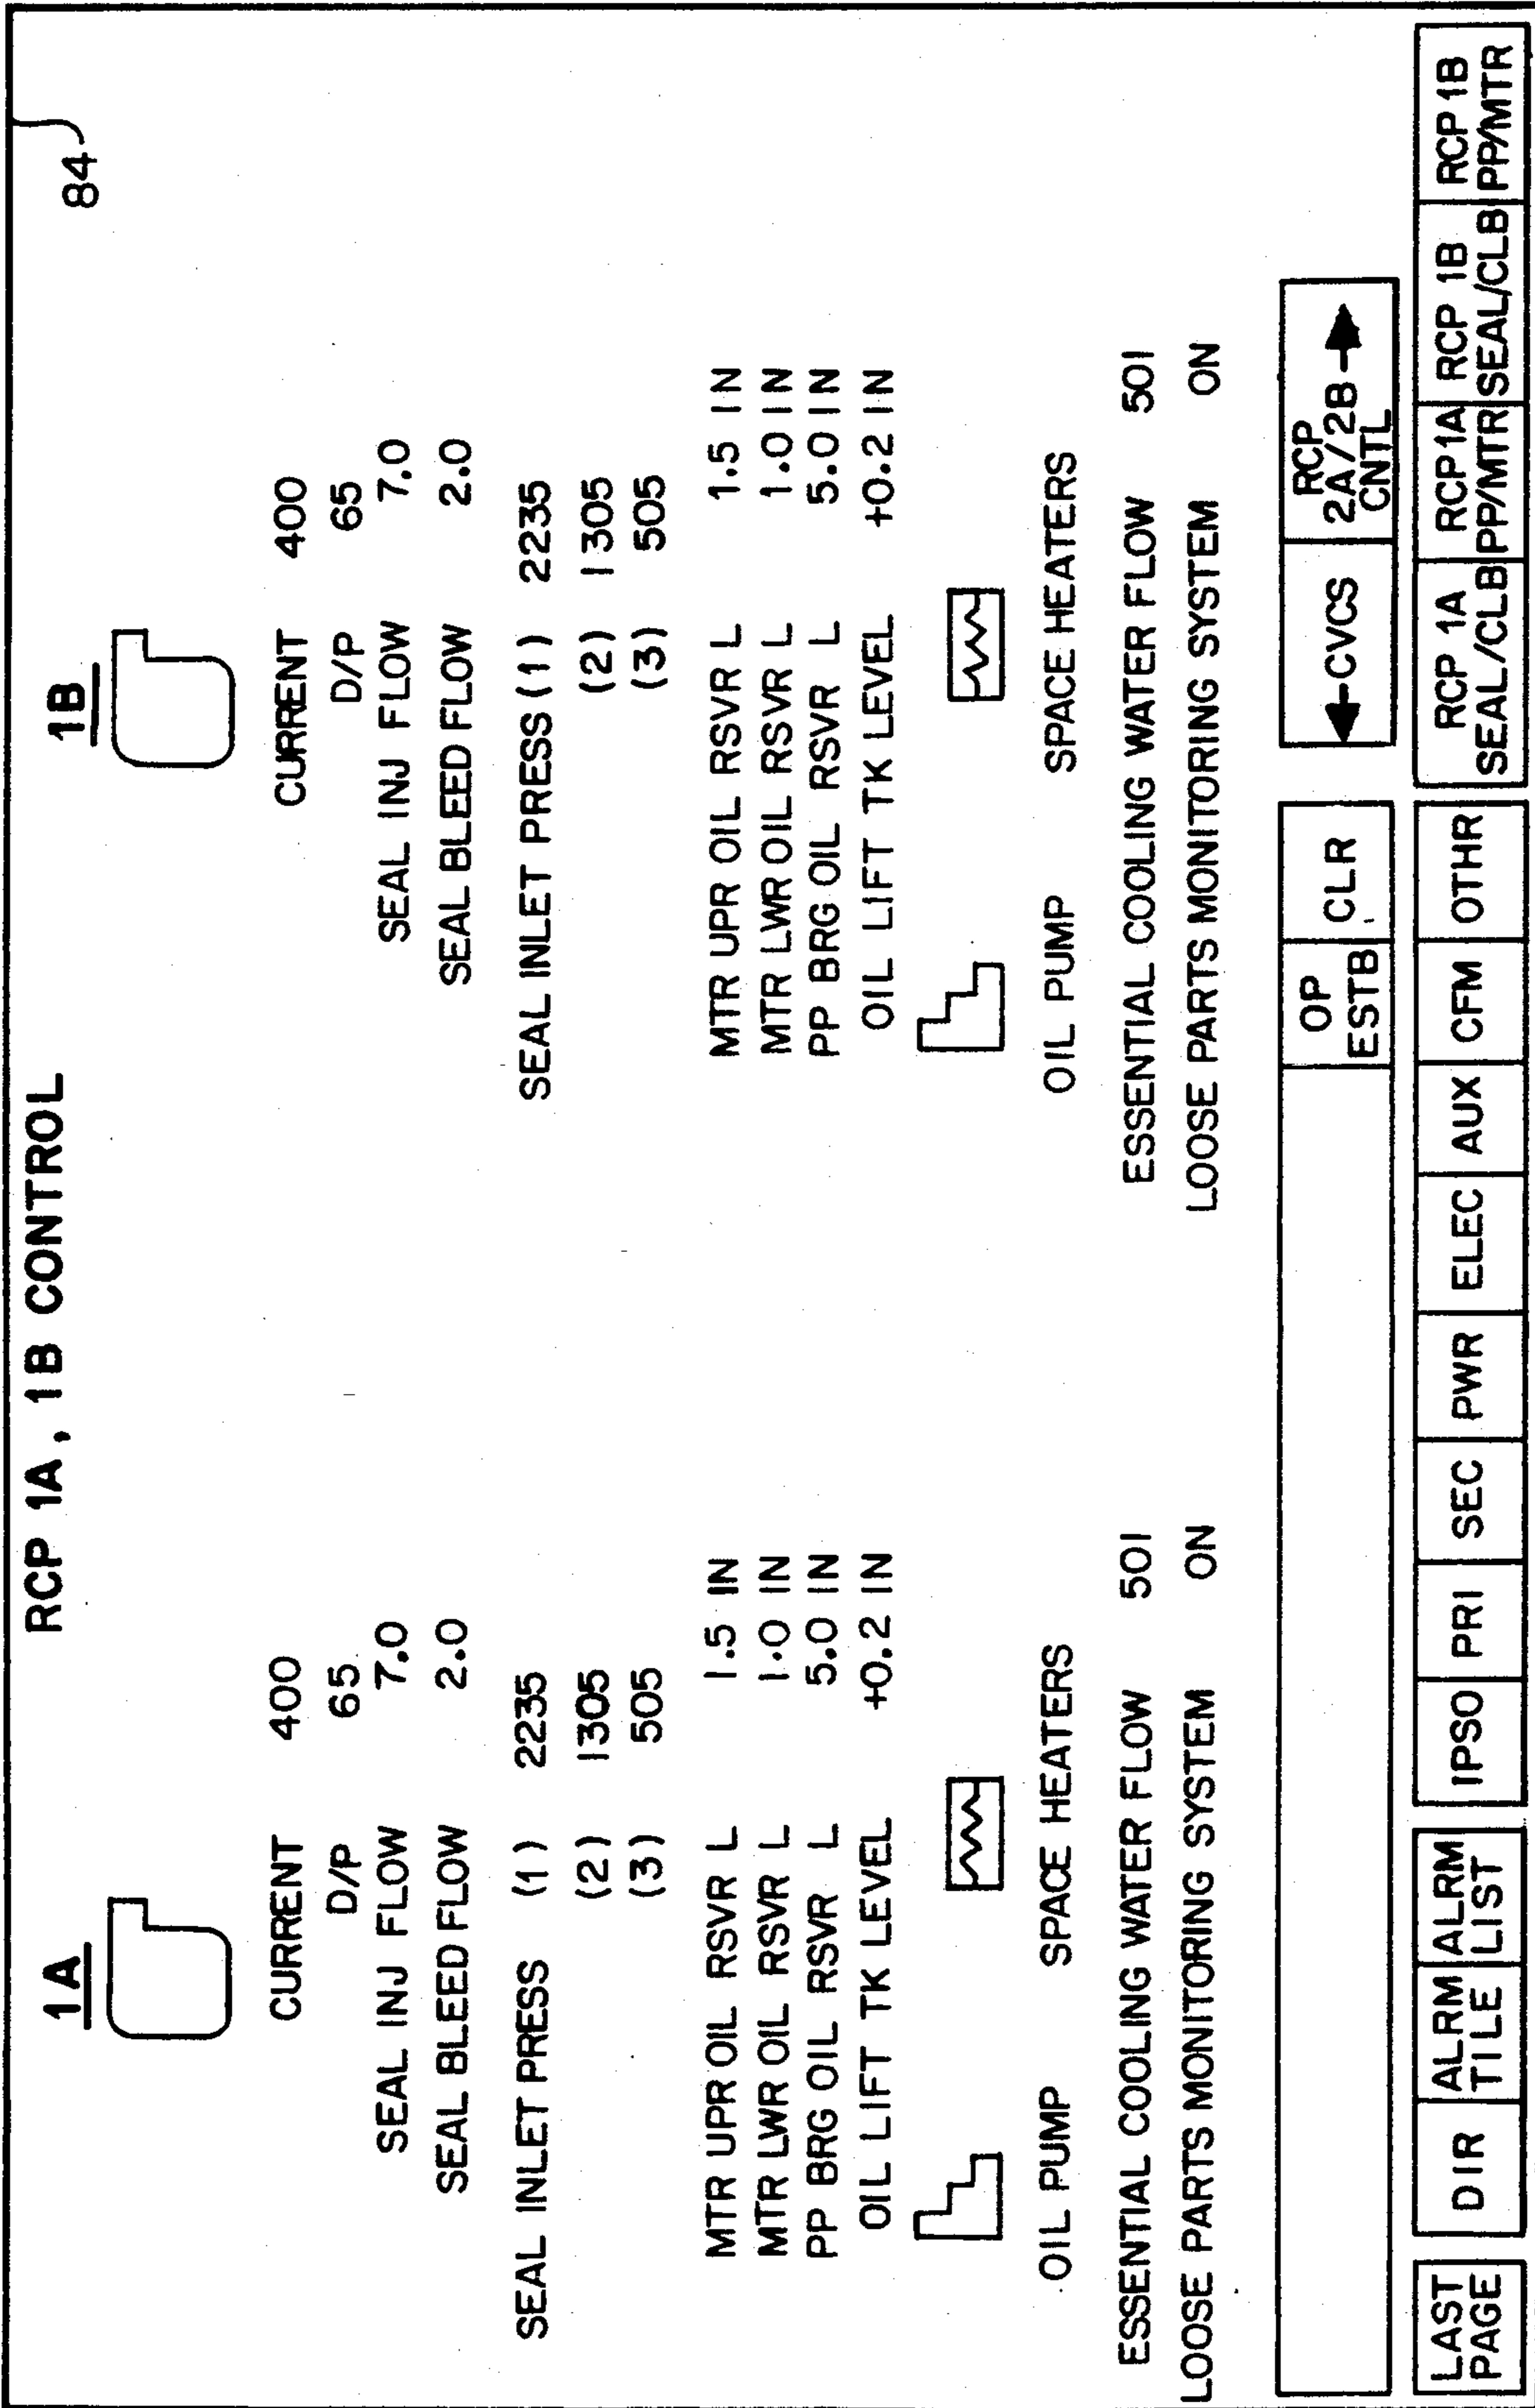 RCP 1A, 1B CONTROL
84
1A
CURRENT 400
D/P 65
SEAL INJ FLOW 7.0
SEAL BLEED FLOW 2.0
SEAL INLET PRESS (1) 2235
(2) 1305
(3) 505
MTR UPR OIL RSVR L 1.5 IN
MTR LWR OIL RSVR L 1.0 IN
PP BRG OIL RSVR L 5.0 IN
OIL LIFT TK LEVEL +0.2 IN
OIL PUMP SPACE HEATERS
ESSENTIAL COOLING WATER FLOW 501
LOOSE PARTS MONITORING SYSTEM ON
1B
CURRENT 400
D/P 65
SEAL INJ FLOW 7.0
SEAL BLEED FLOW 2.0
SEAL INLET PRESS (1) 2235
(2) 1305
(3) 505
MTR UPR OIL RSVR L 1.5 IN
MTR LWR OIL RSVR L 1.0 IN
PP BRG OIL RSVR L 5.0 IN
OIL LIFT TK LEVEL +0.2 IN
OIL PUMP SPACE HEATERS
ESSENTIAL COOLING WATER FLOW 501
LOOSE PARTS MONITORING SYSTEM ON
OP
ESTB
CLR
CVCS
RCP
2A/2B
CNTL
LAST
PAGE
DIR
ALRM
TILE
ALRM
LIST
IPSO
PRI
SEC
PWR
ELEC
AUX
CFM
OTHR
RCP 1A
SEAL/CLB
RCP 1A
PP/MTR
RCP 1B
SEAL/CLB
RCP 1B
PP/MTR